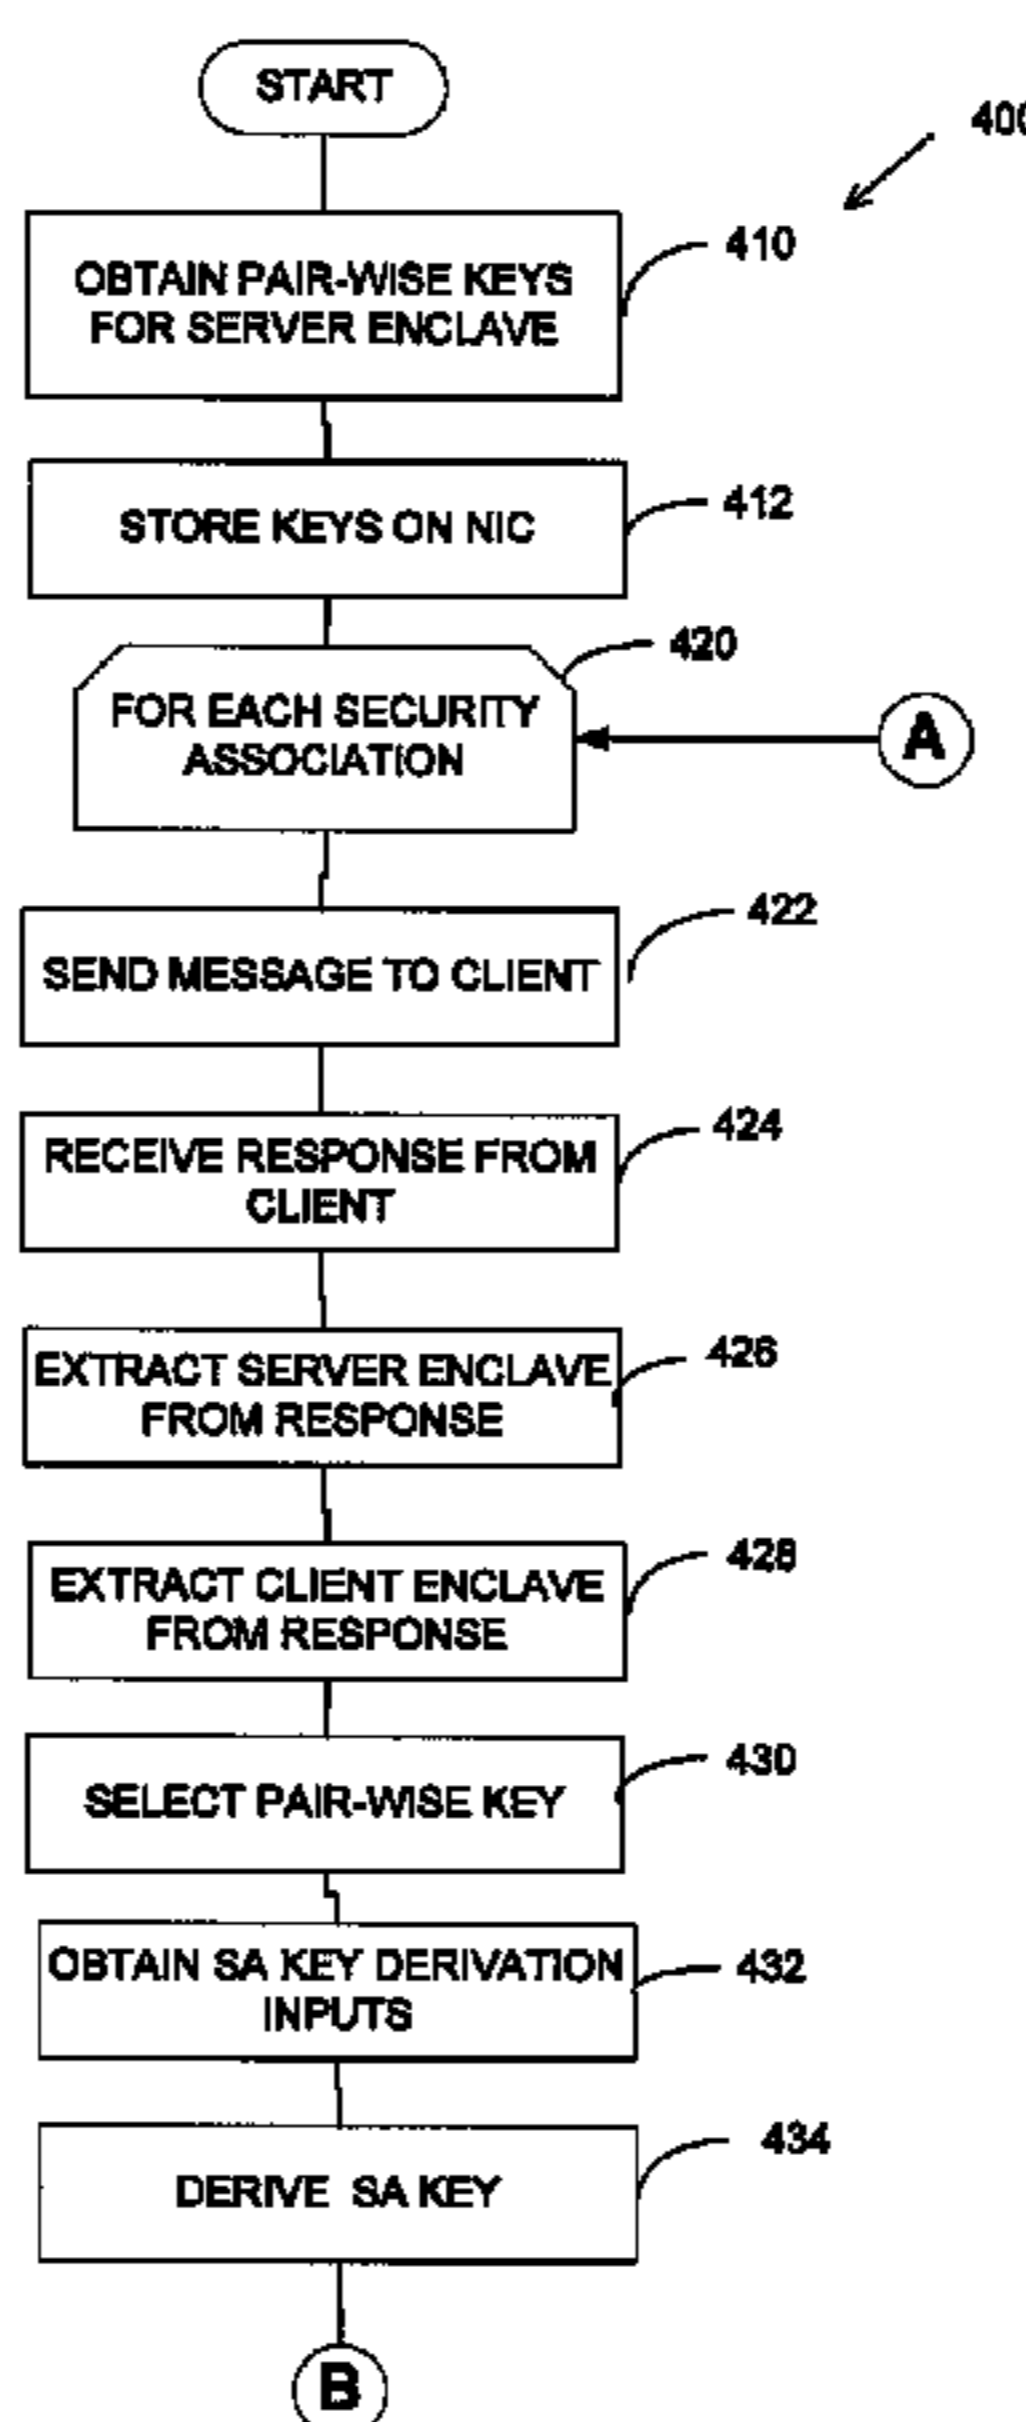 START
400
OBTAIN PAIR-WISE KEYS
FOR SERVER ENCLAVE
410
STORE KEYS ON NIC
412
420
FOR EACH SECURITY
ASSOCIATION
A
422
SEND MESSAGE TO CLIENT
424
RECEIVE RESPONSE FROM
CLIENT
426
EXTRACT SERVER ENCLAVE
FROM RESPONSE
428
EXTRACT CLIENT ENCLAVE
FROM RESPONSE
430
SELECT PAIR-WISE KEY
432
OBTAIN SA KEY DERIVATION
INPUTS
434
DERIVE SA KEY
B